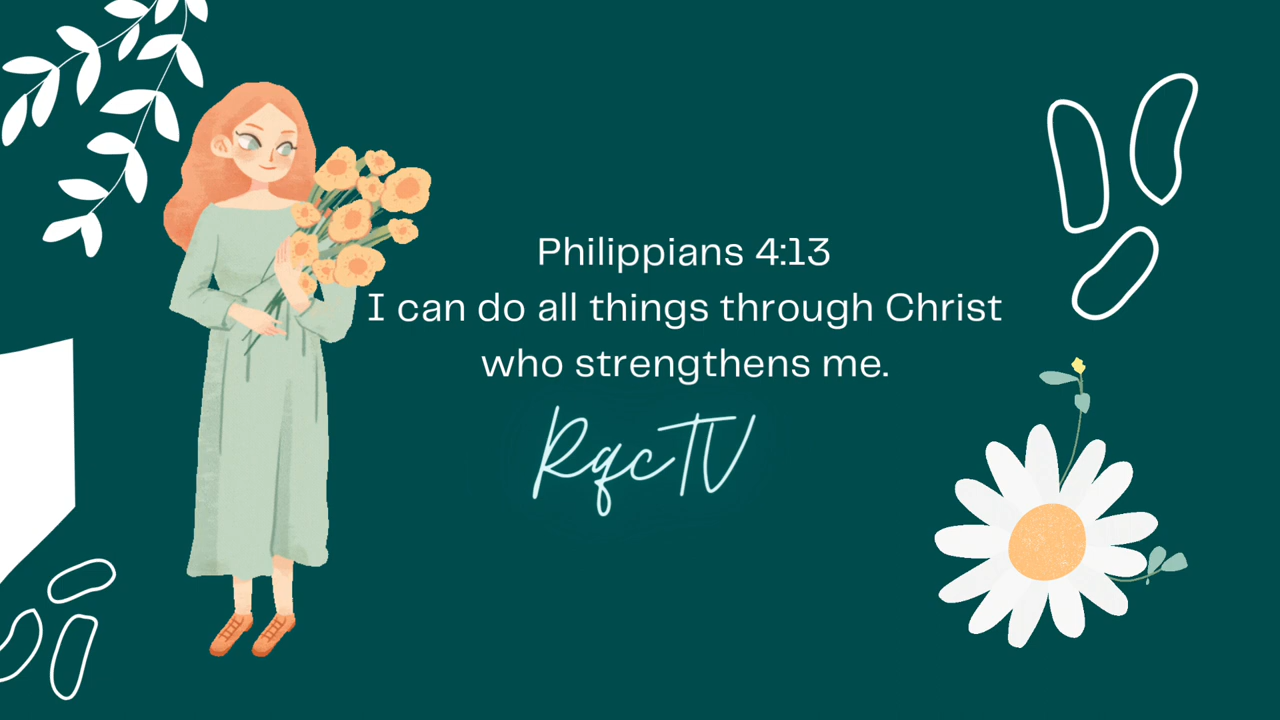 Philippians 4:13
I can do all things through Christ
who strengthens me.
RqcTV